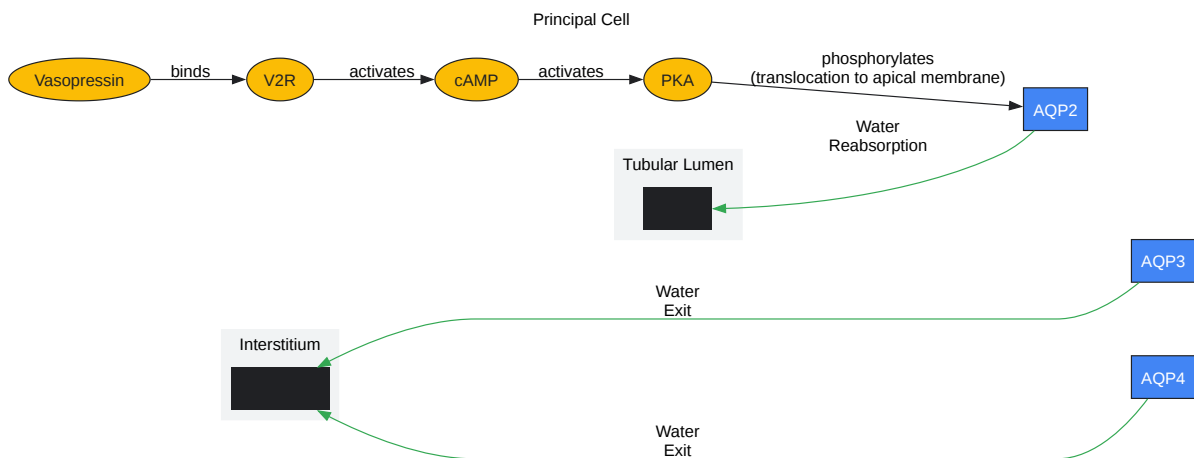 Principal Cell
Vasopressin
binds
V2R
activates
cAMP
activates
PKA
phosphorylates
(translocation to apical membrane)
AQP2
Water
Reabsorption
Tubular Lumen
AQP3
Water
Exit
Interstitium
AQP4
Water
Exit